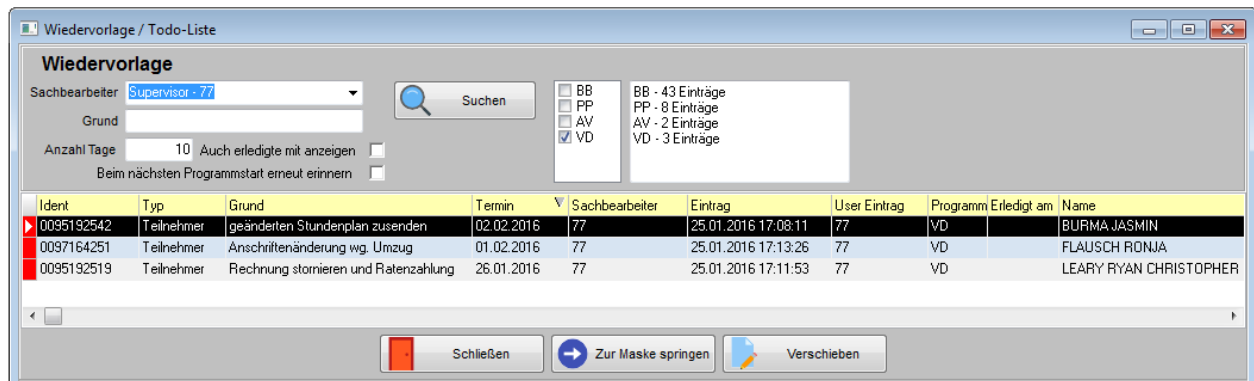 Wiedervorlage / Todo-Liste
Wiedervorlage
Sachbearbeiter Supervisor - 77
Suchen
Grund
Anzahl Tage 10 Auch erledigte mit anzeigen
Beim nächsten Programmstart erneut erinnern
BB
PP
AV
VD
BB - 43 Einträge
PP - 8 Einträge
AV - 2 Einträge
VD - 3 Einträge
Ident Typ Grund Termin Sachbearbeiter Eintrag User Eintrag Programm Erledigt am Name
0095192542 Teilnehmer geänderten Stundenplan zusenden 02.02.2016 77 25.01.2016 17:08:11 77 VD BURMA JASMIN
0097164251 Teilnehmer Anschriftenänderung wg. Umzug 01.02.2016 77 25.01.2016 17:13:26 77 VD FLAUSCH RONJA
0095192519 Teilnehmer Rechnung stornieren und Ratenzahlung 26.01.2016 77 25.01.2016 17:11:53 77 VD LEARY RYAN CHRISTOPHER
Schließen Zur Maske springen Verschieben